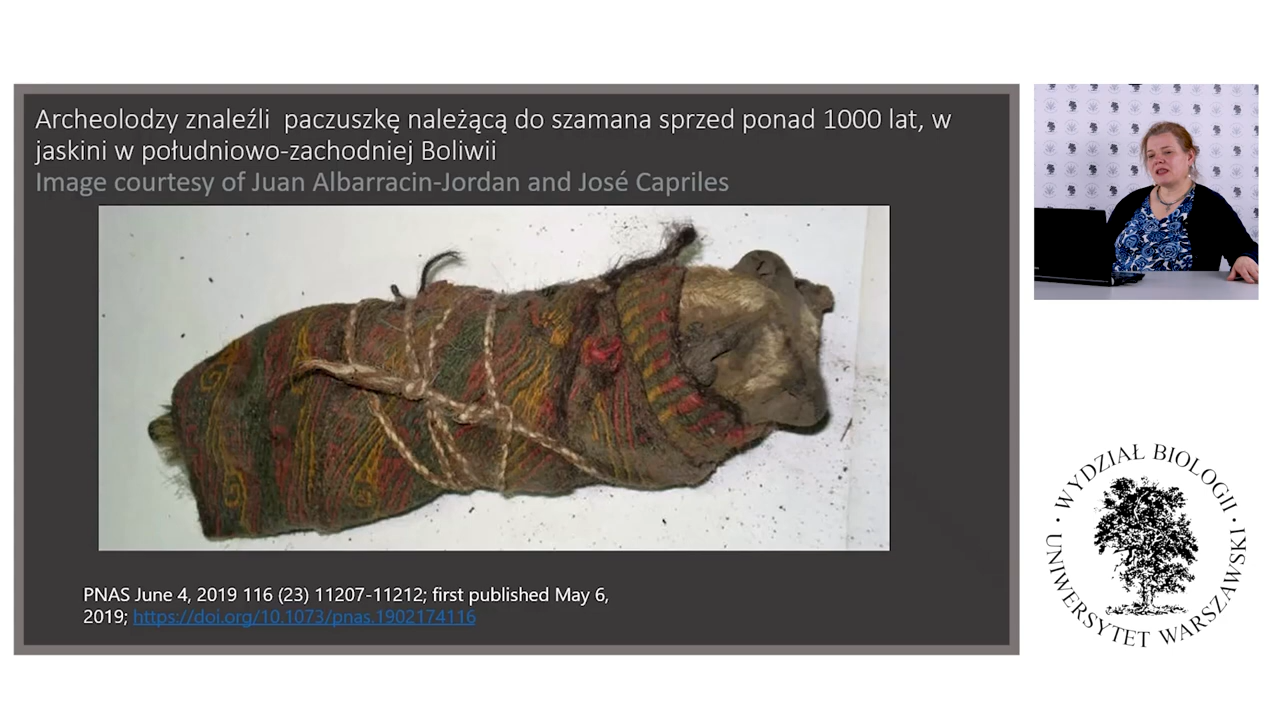 Archeolodzy znaleźli paczuszkę należącą do szamana sprzed ponad 1000 lat, w
jaskini w południowo-zachodniej Boliwii
Image courtesy of Juan Albarracin-Jordan and José Capriles
PNAS June 4, 2019 116 (23) 11207-11212; first published May 6,
2019; https://doi.org/10.1073/pnas.1902174116
· WYDZIAŁ BIOLOGII ·
UNIWERSYTET WARSZAWSKI